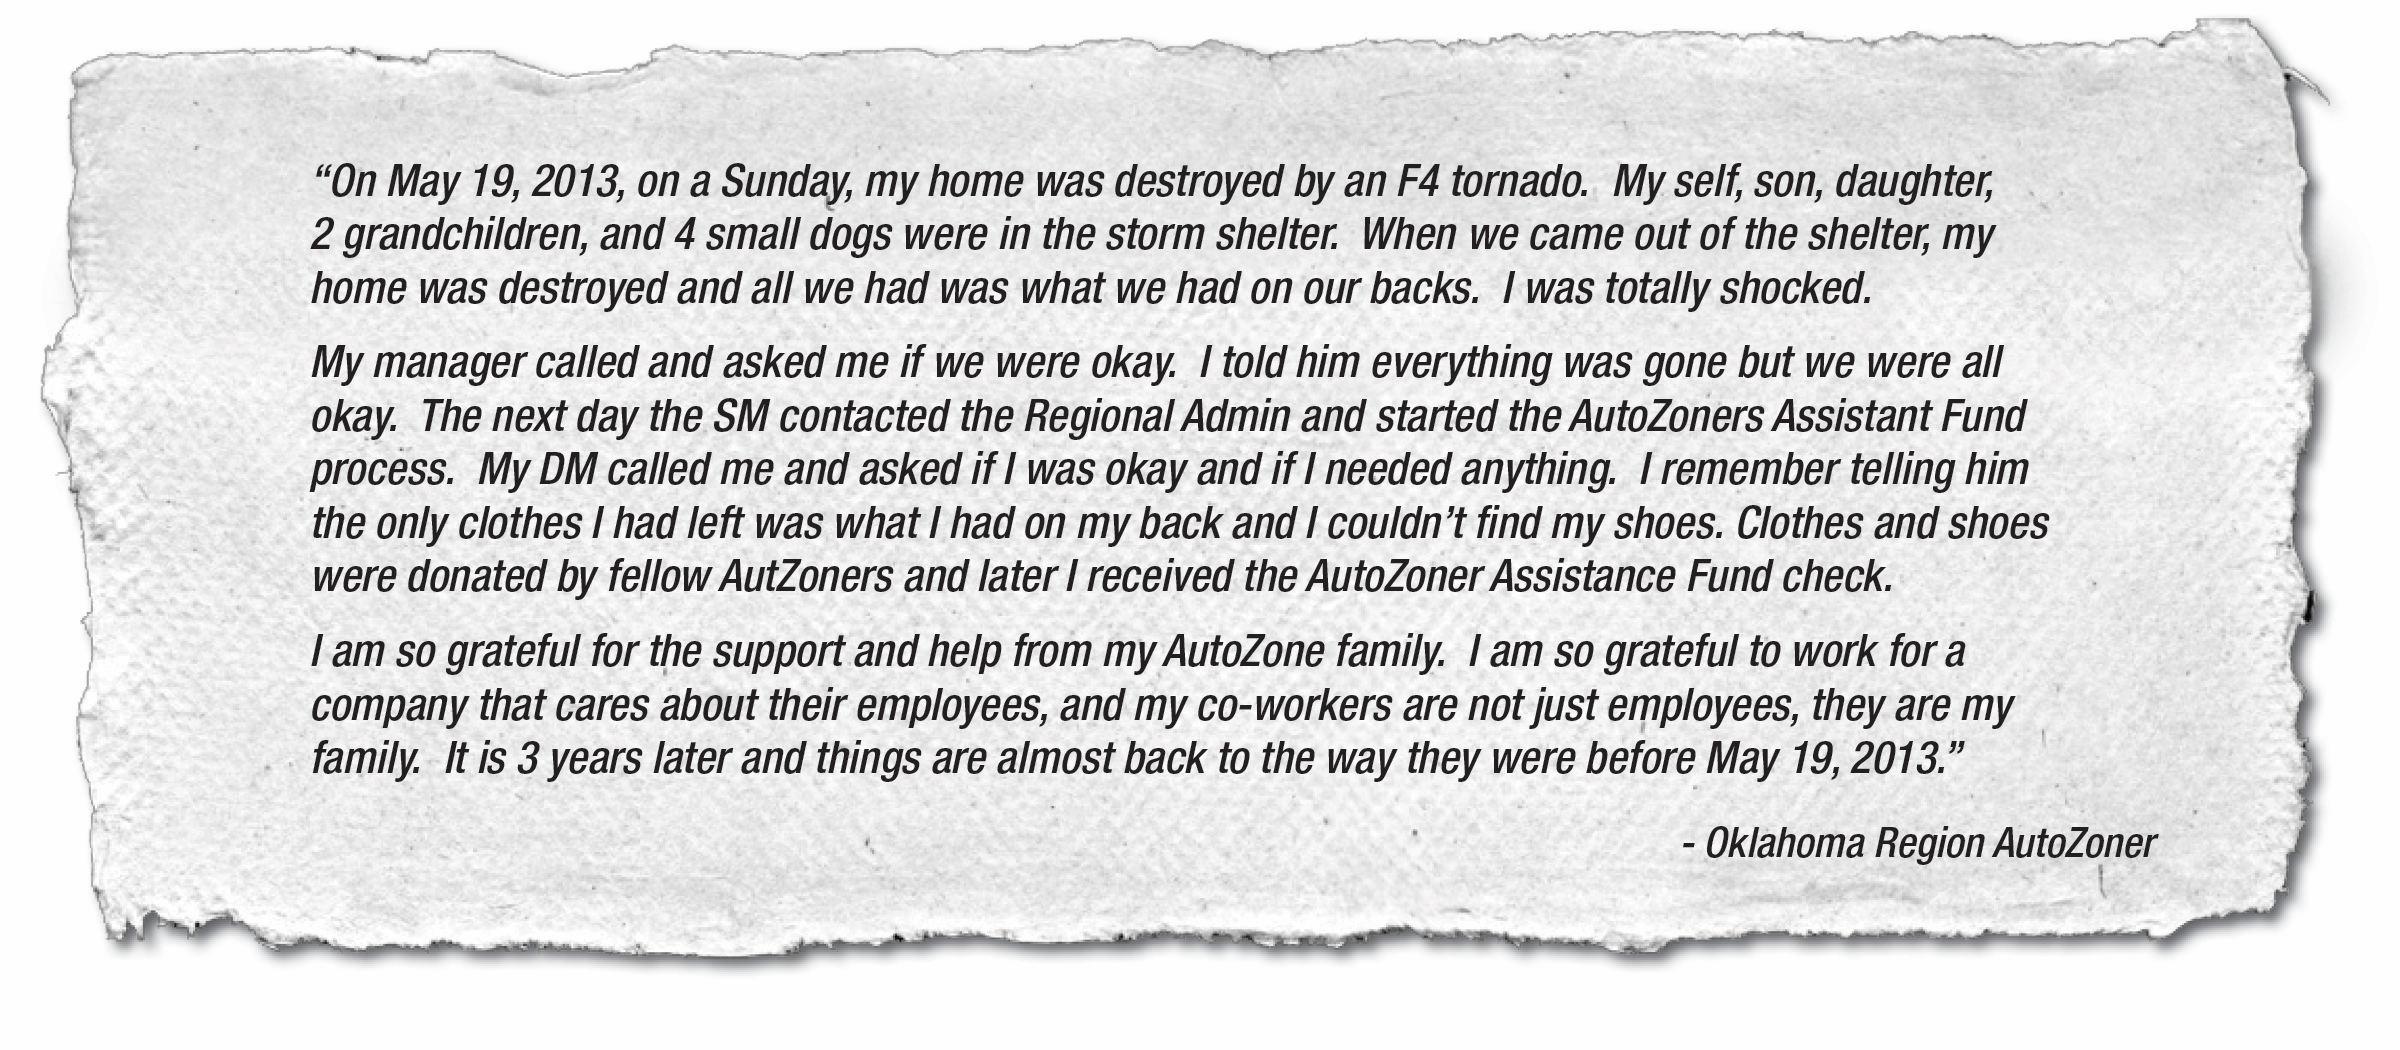 “On May 19, 2013, on a Sunday, my home was destroyed by an F4 tornado.  My self, son, daughter,
2 grandchildren, and 4 small dogs were in the storm shelter.  When we came out of the shelter, my
home was destroyed and all we had was what we had on our backs.  I was totally shocked.
My manager called and asked me if we were okay.  I told him everything was gone but we were all
okay.  The next day the SM contacted the Regional Admin and started the AutoZoners Assistant Fund
process.  My DM called me and asked if I was okay and if I needed anything.  I remember telling him
the only clothes I had left was what I had on my back and I couldn’t find my shoes. Clothes and shoes
were donated by fellow AutZoners and later I received the AutoZoner Assistance Fund check.
I am so grateful for the support and help from my AutoZone family.  I am so grateful to work for a
company that cares about their employees, and my co-workers are not just employees, they are my
family.  It is 3 years later and things are almost back to the way they were before May 19, 2013.”
- Oklahoma Region AutoZoner